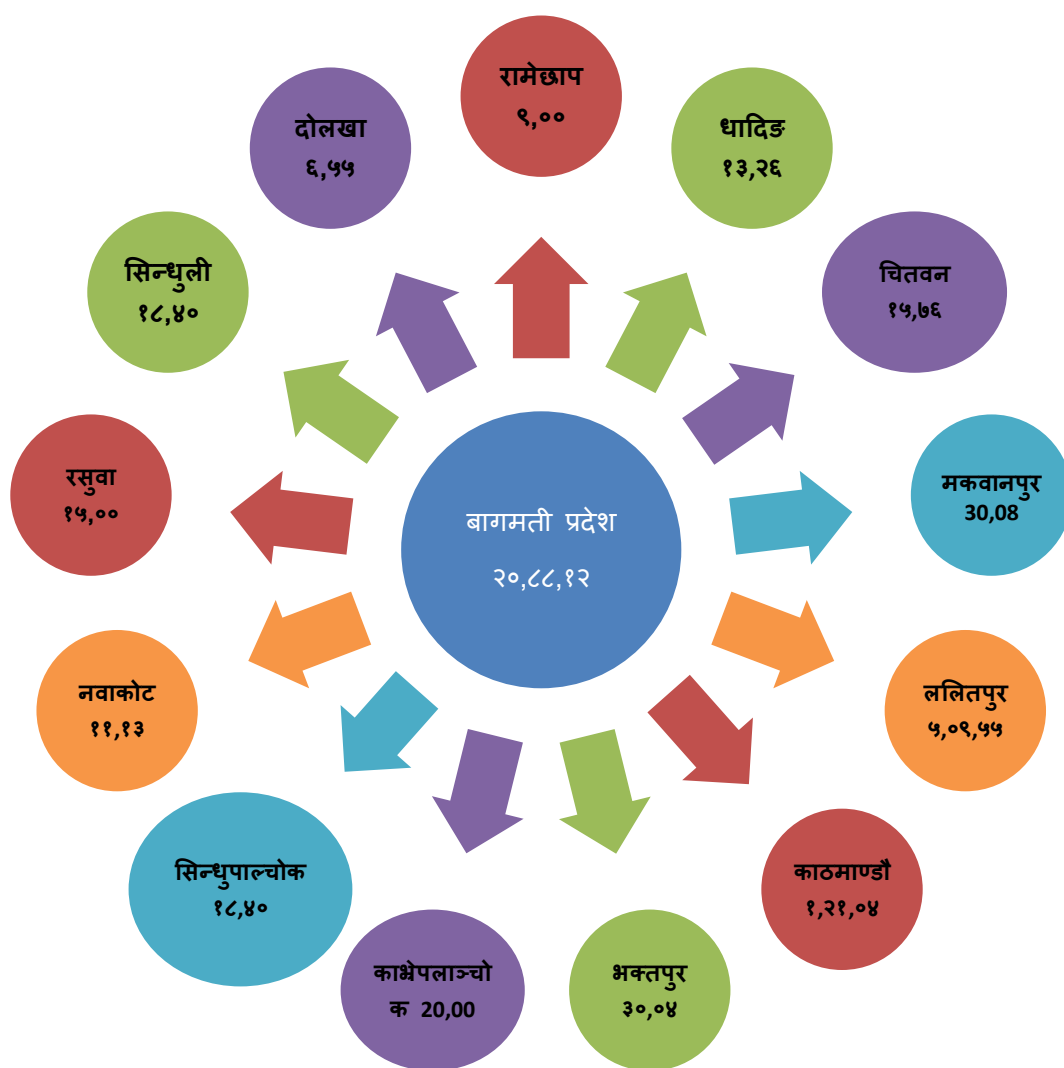 रामेछाप
९,००
धादिङ
१३,२६
चितवन
१५,७६
मकवानपुर
30,08
ललितपुर
५,०९,५५
काठमाण्डौ
१,२१,०४
भक्तपुर
३०,०४
काभ्रेपलाञ्चो
क 20,00
सिन्धुपाल्चोक
१८,४०
नवाकोट
११,१३
रसुवा
१५,००
सिन्धुली
१८,४०
दोलखा
६,५५
बागमती प्रदेश
२०,८८,१२